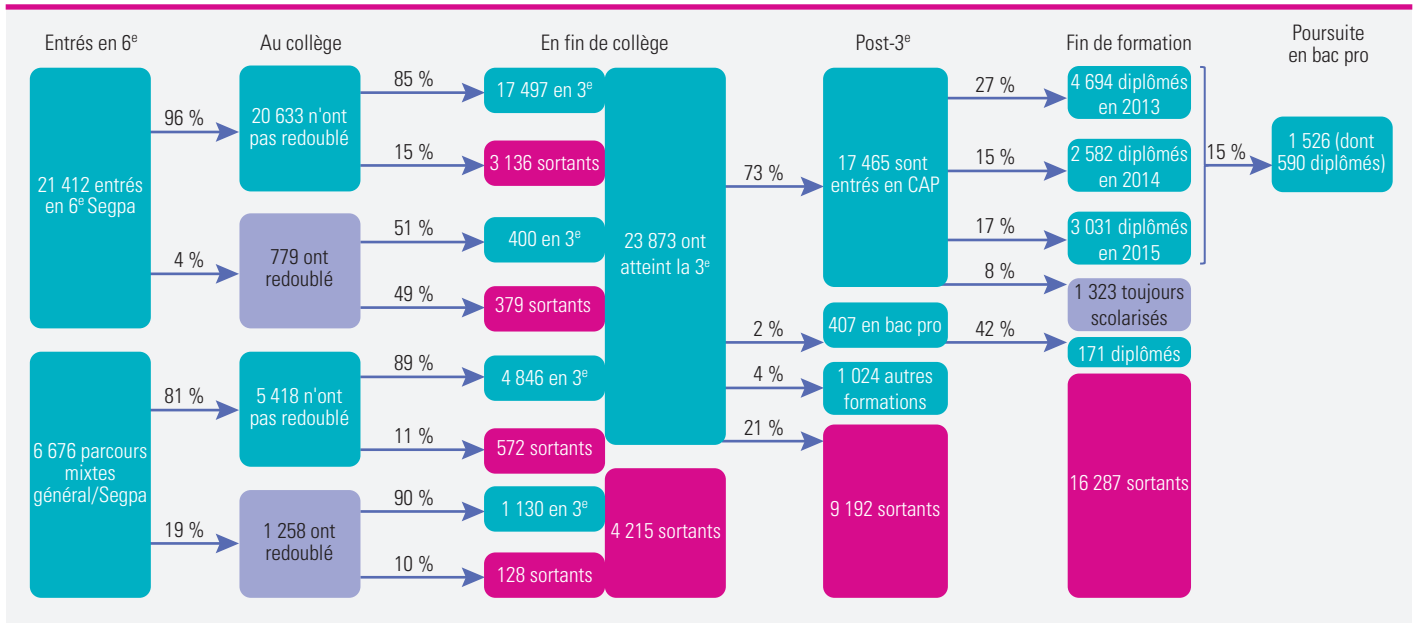 Entrés en 6e
Au collège
En fin de collège
Post-3e
Fin de formation
Poursuite
en bac pro
21 412 entrés
en 6e Segpa
96 %
4 %
20 633 n'ont
pas redoublé
779 ont
redoublé
85 %
15 %
51 %
49 %
17 497 en 3e
3 136 sortants
400 en 3e
379 sortants
6 676 parcours
mixtes
général/Segpa
81 %
19 %
5 418 n'ont
pas redoublé
1 258 ont
redoublé
89 %
11 %
90 %
10 %
4 846 en 3e
572 sortants
1 130 en 3e
128 sortants
23 873 ont
atteint la 3e
4 215 sortants
73 %
2 %
4 %
21 %
17 465 sont
entrés en CAP
407 en bac pro
1 024 autres
formations
9 192 sortants
27 %
15 %
17 %
8 %
42 %
4 694 diplômés
en 2013
2 582 diplômés
en 2014
3 031 diplômés
en 2015
1 323 toujours
scolarisés
171 diplômés
16 287 sortants
15 %
1 526 (dont
590 diplômés)